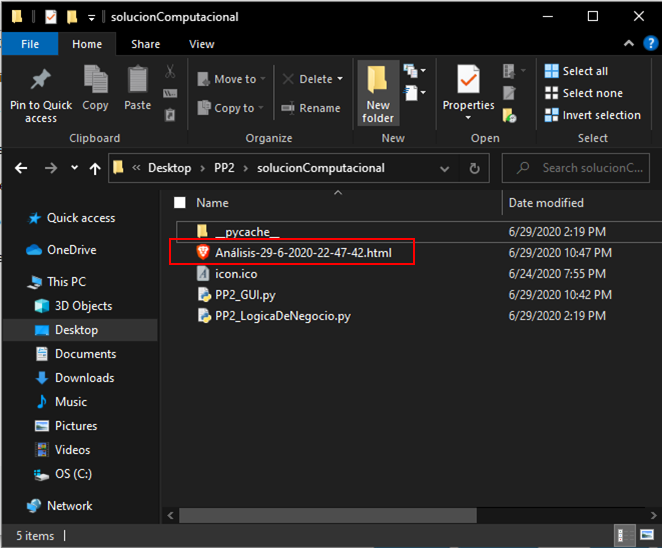 solucionComputacional
File Home Share View
Pin to Quick access
Copy
Paste
Clipboard
Move to
Copy to
Delete
Rename
Organize
New folder
New
Properties
Open
Select all
Select none
Invert selection
Select
« Desktop > PP2 > solucionComputacional
Search solucionC...
Name Date modified
Quick access
OneDrive
This PC
3D Objects
Desktop
Documents
Downloads
Music
Pictures
Videos
OS (C:)
Network
__pycache__ 6/29/2020 2:19 PM
Análisis-29-6-2020-22-47-42.html 6/29/2020 10:47 PM
icon.ico 6/24/2020 7:55 PM
PP2_GUI.py 6/29/2020 10:42 PM
PP2_LogicaDeNegocio.py 6/29/2020 2:19 PM
5 items